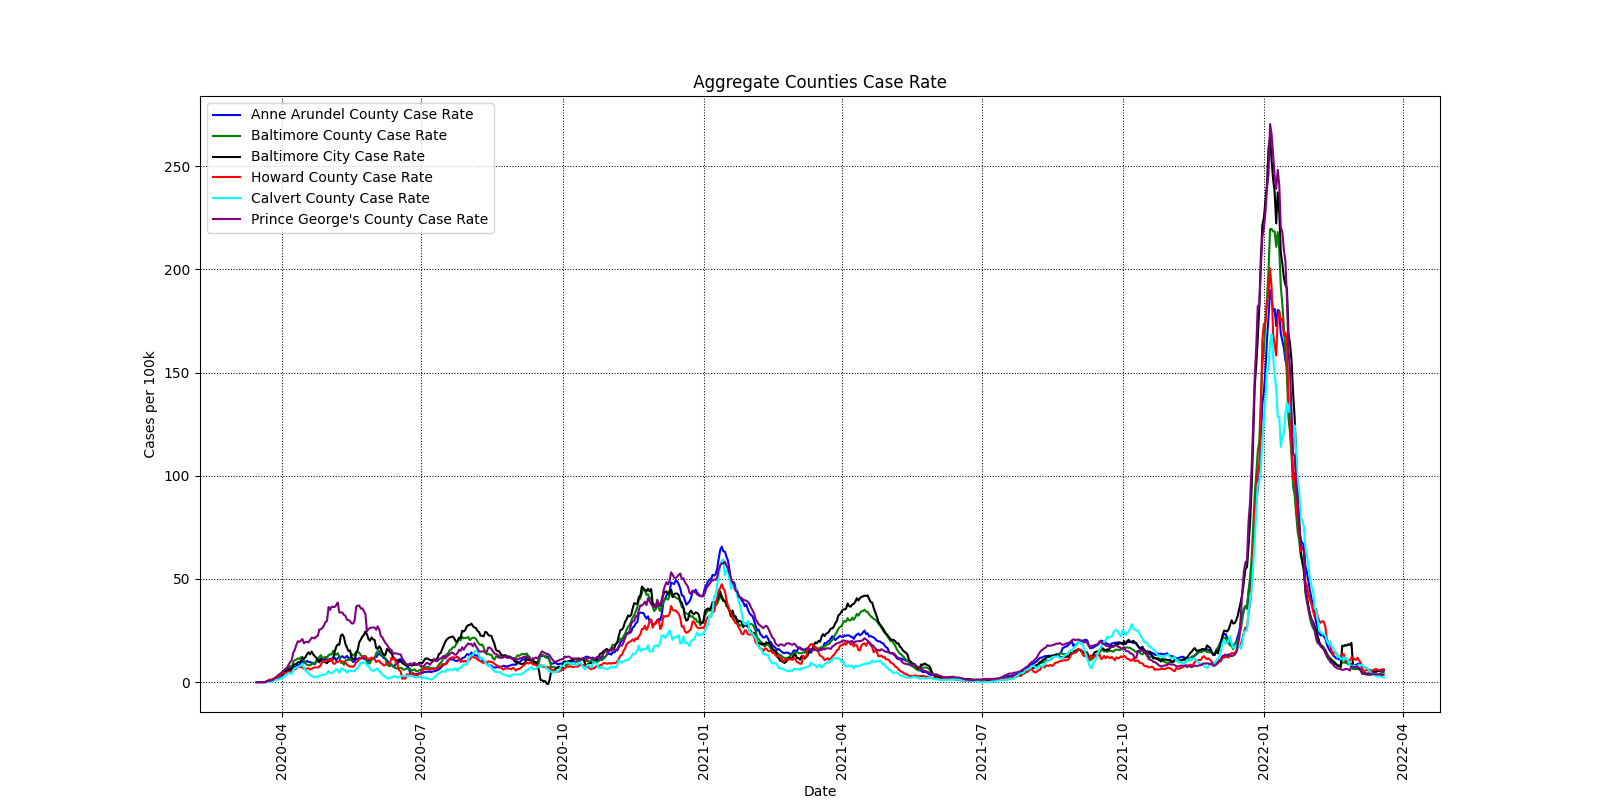 Aggregate Counties Case Rate
Anne Arundel County Case Rate
Baltimore County Case Rate
Baltimore City Case Rate
Howard County Case Rate
Calvert County Case Rate
Prince George's County Case Rate
Cases per 100k
250
200
150
100
50
0
2020-04
2020-07
2020-10
2021-01
2021-04
2021-07
2021-10
2022-01
2022-04
Date